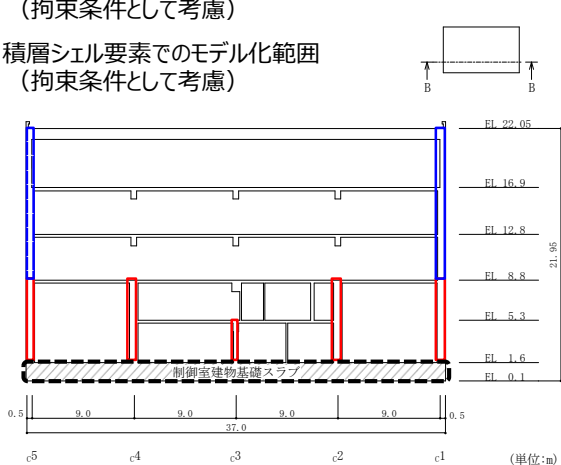 （拘束条件として考慮）
積層シェル要素でのモデル化範囲
（拘束条件として考慮）
B B
EL 22.05
EL 16.9
EL 12.8
21.95
EL 8.8
EL 5.3
EL 1.6
制御室建物基礎スラブ
EL 0.1
0.5 9.0 9.0 9.0 9.0 0.5
37.0
C5 C4 C3 C2 C1 (単位:m)